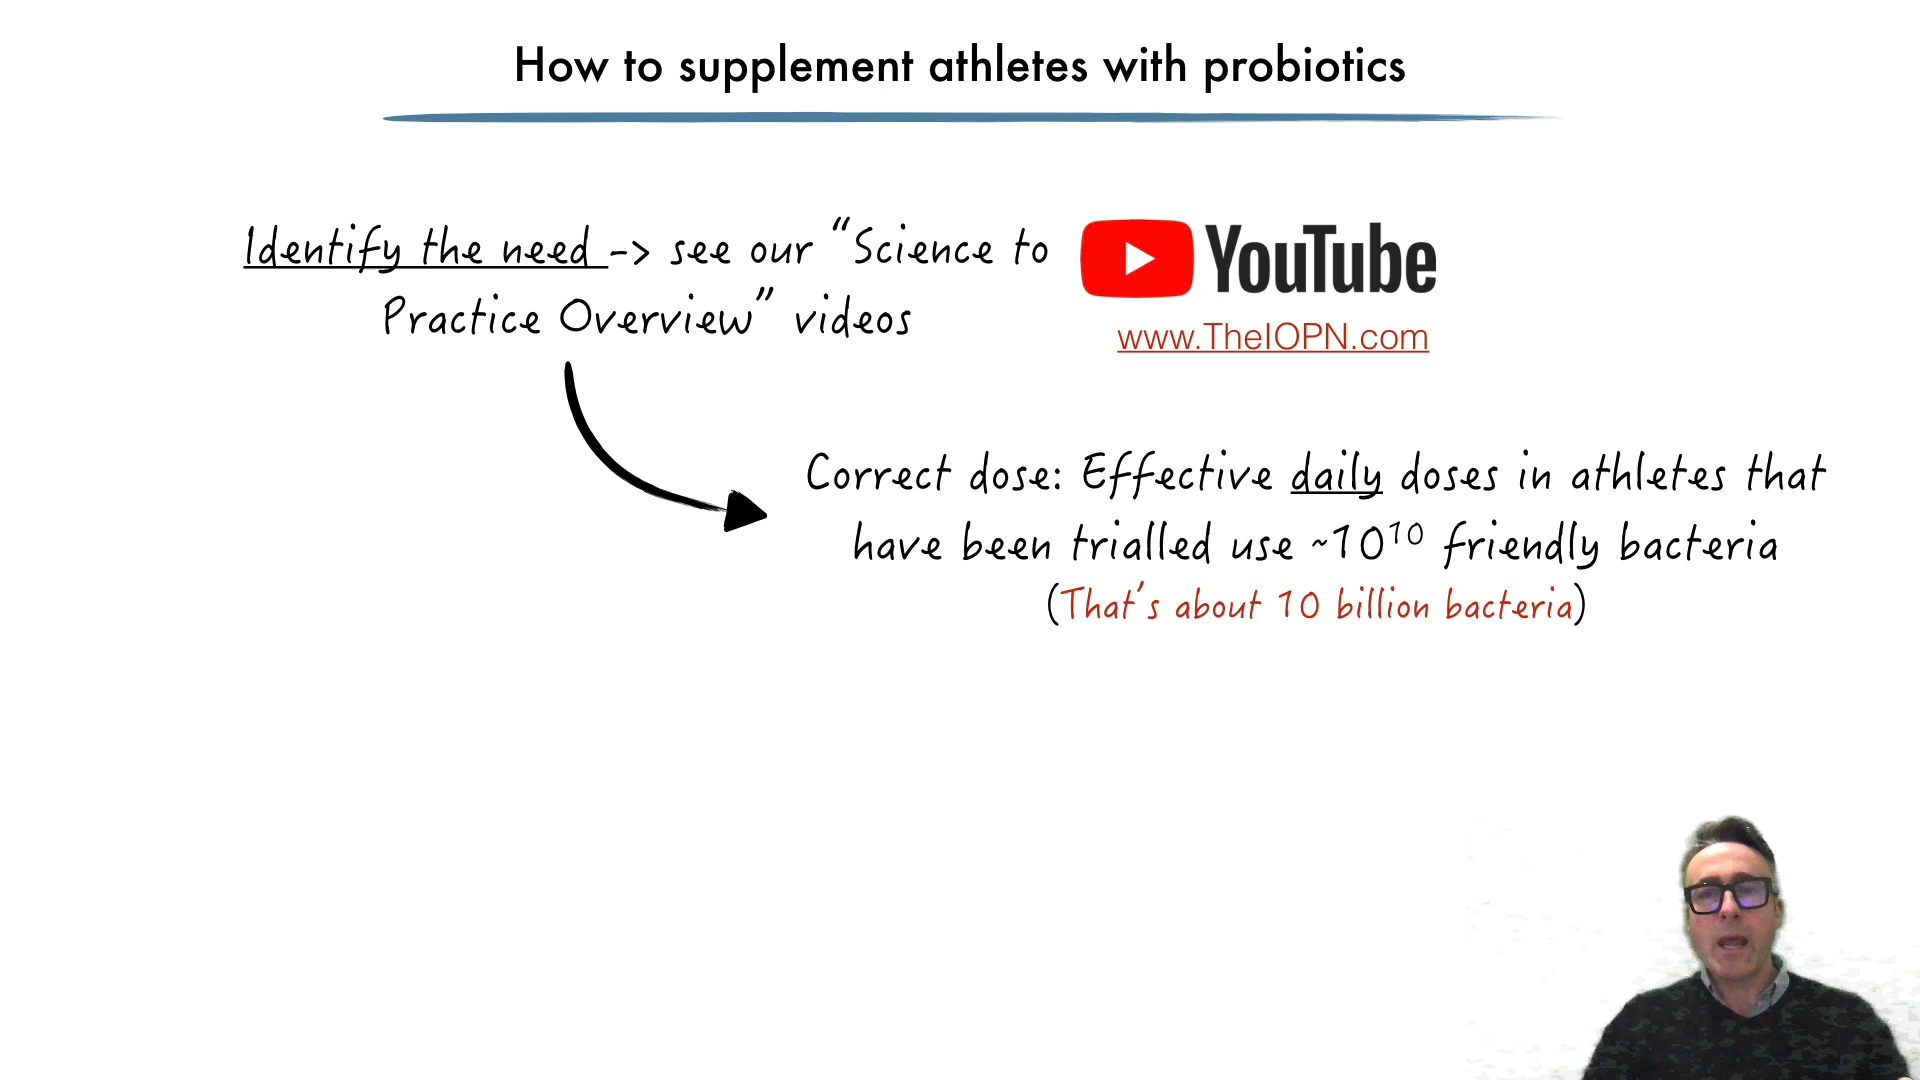 How to supplement athletes with probiotics
Identify the need -> see our “Science to
Practice Overview” videos
YouTube
www.TheIOPN.com
Correct dose: Effective daily doses in athletes that
have been trialled use ~10¹⁰ friendly bacteria
(That's about 10 billion bacteria)